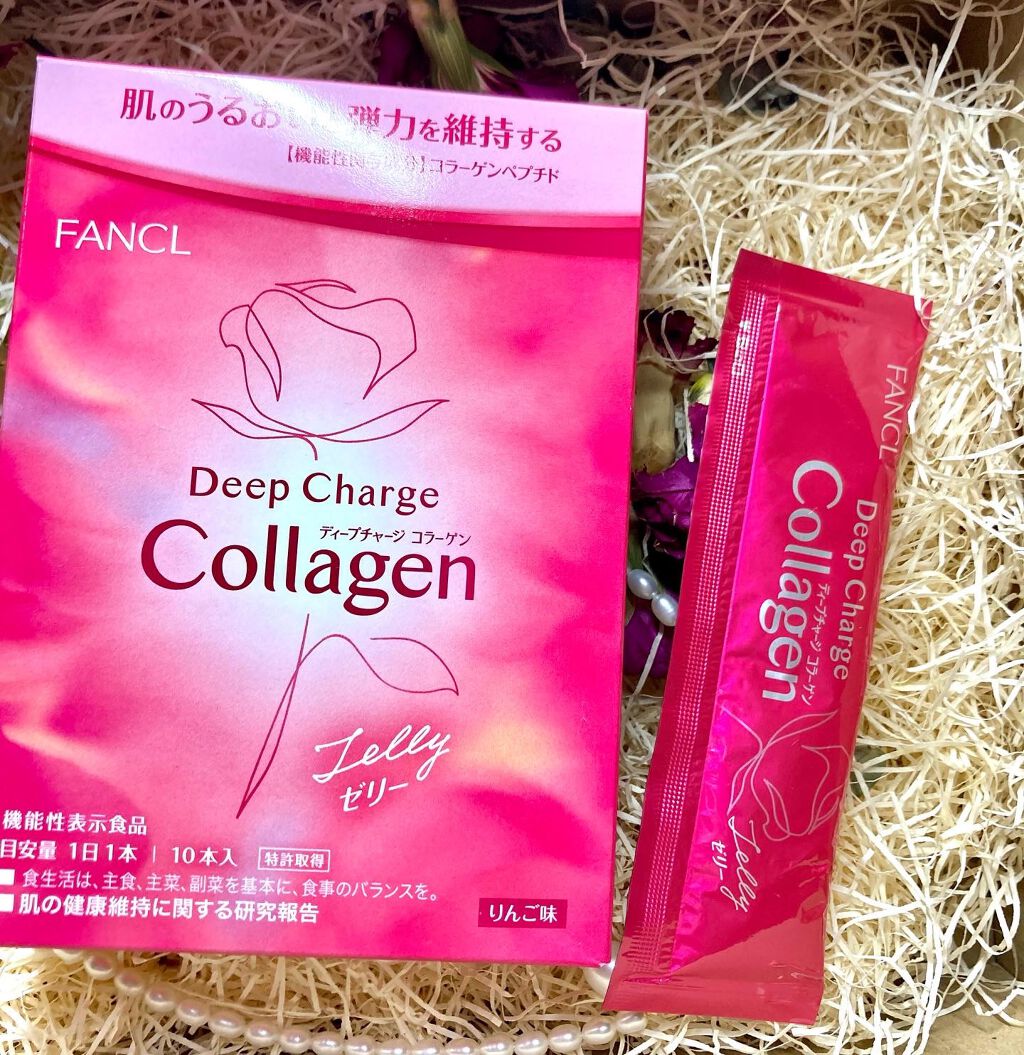 肌のうるお 弾力を維持する
【機能性関与成分】コラーゲンペプチド
FANCL
Deep Charge
ディープチャージ コラーゲン
Collagen
Jelly
ゼリー
機能性表示食品
目安量 1日1本 | 10本入 特許取得
■ 食生活は、主食、主菜、副菜を基本に、食事のバランスを。
■ 肌の健康維持に関する研究報告
りんご味
FANCL
Deep Charge
ディープチャージ コラーゲン
Collagen
Jelly
ゼリー